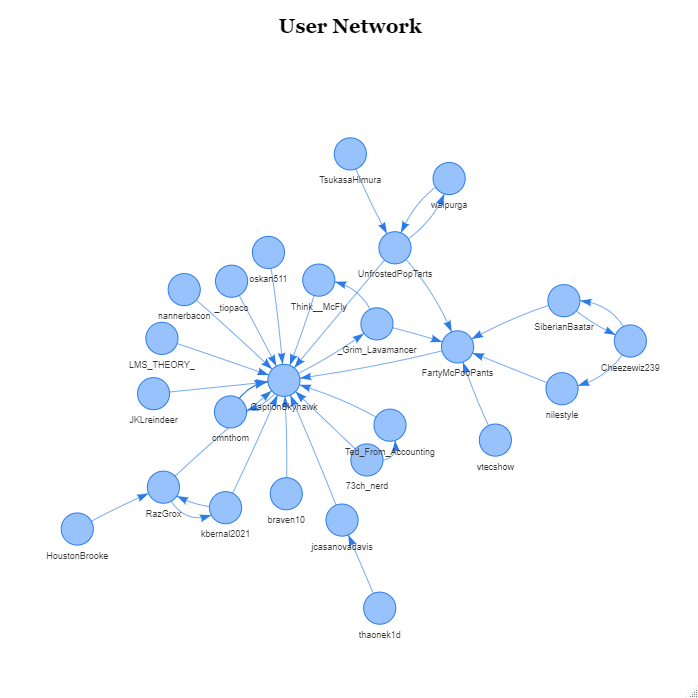 User Network
TsukasaHimura
walpurga
UnfrostedPopTarts
oskan511
_tiopaco
Think__McFly
nannerbacon
SiberianBaatar
_Grim_Lavamancer
LMS_THEORY_
Cheezewiz239
FartyMcPooPants
CaptionSkyhawk
JKLreindeer
nilestyle
cmnthom
Ted_From_Accounting
vtecshow
73ch_nerd
RazGrox
braven10
kbernal2021
jcasanovadavis
HoustonBrooke
thaonek1d